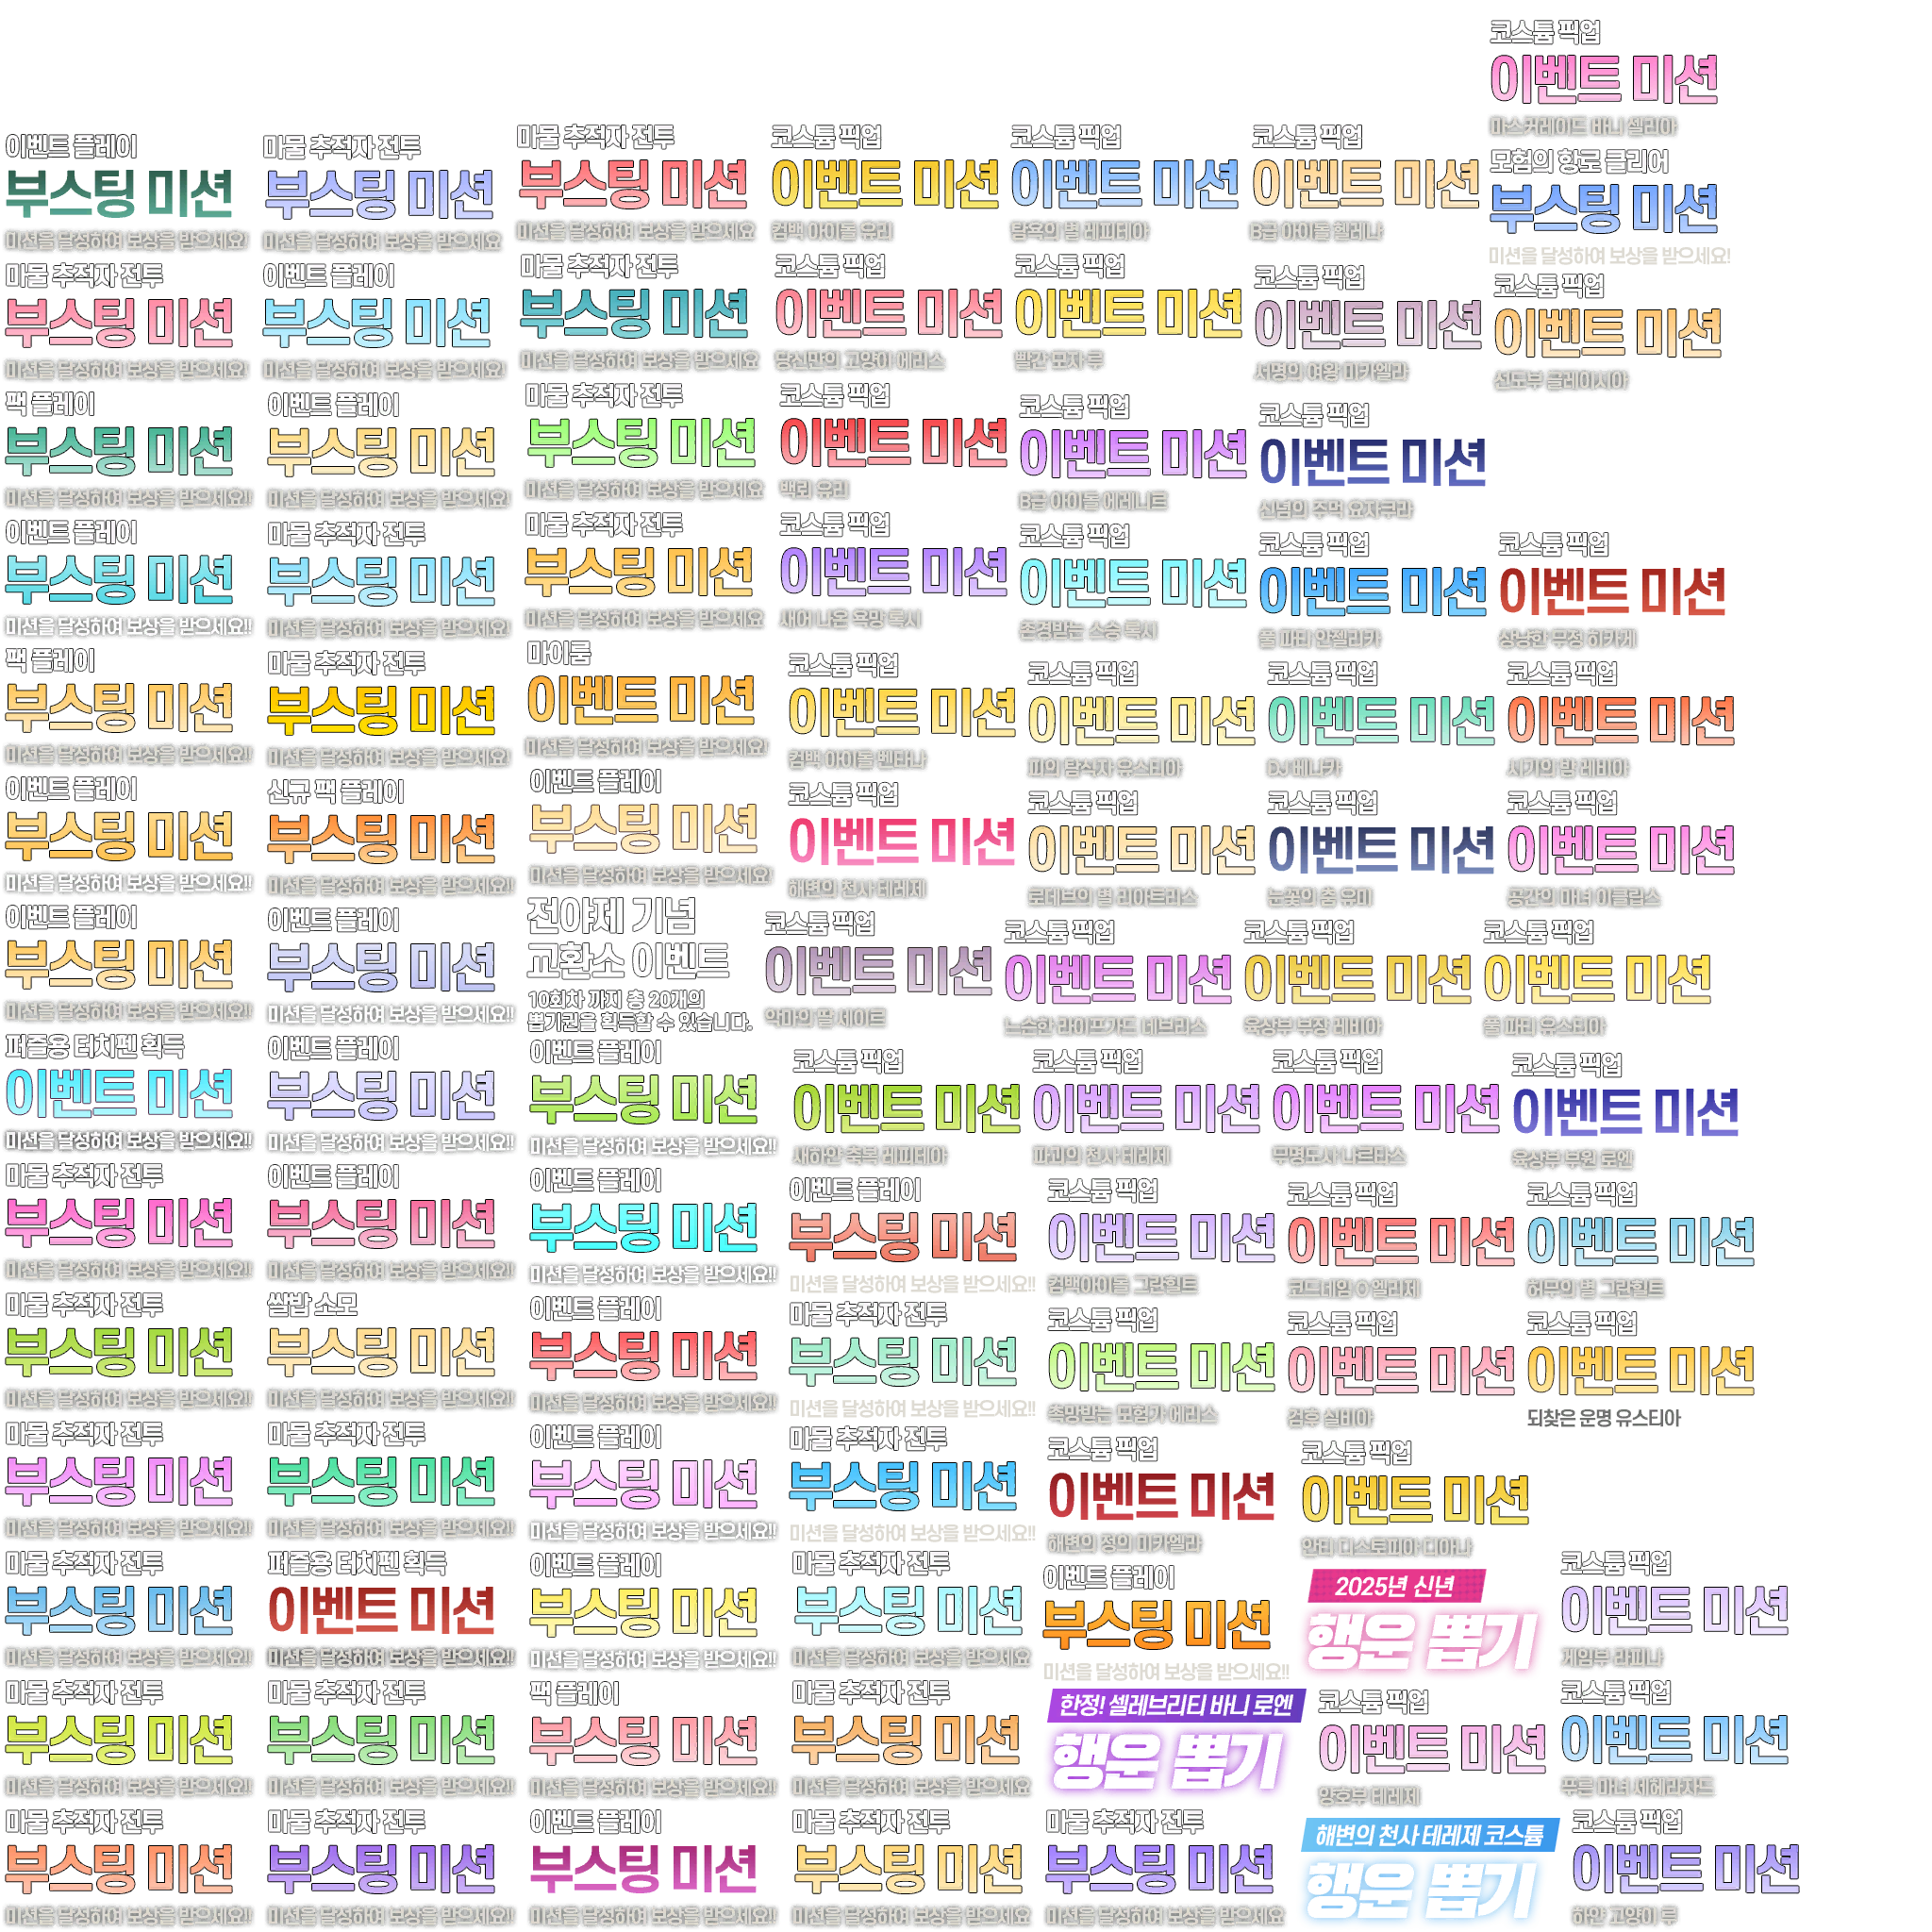 이벤트 플레이
부스팅 미션
미션을 달성하여 보상을 받으세요!
마물 추적자 전투
부스팅 미션
미션을 달성하여 보상을 받으세요!
팩 플레이
부스팅 미션
미션을 달성하여 보상을 받으세요!!
이벤트 플레이
부스팅 미션
미션을 달성하여 보상을 받으세요!!
팩 플레이
부스팅 미션
미션을 달성하여 보상을 받으세요!!
이벤트 플레이
부스팅 미션
미션을 달성하여 보상을 받으세요!!
이벤트 플레이
부스팅 미션
미션을 달성하여 보상을 받으세요!!
퍼즐용 터치펜 획득
이벤트 미션
미션을 달성하여 보상을 받으세요!!
마물 추적자 전투
부스팅 미션
미션을 달성하여 보상을 받으세요!!
마물 추적자 전투
부스팅 미션
미션을 달성하여 보상을 받으세요!!
마물 추적자 전투
부스팅 미션
미션을 달성하여 보상을 받으세요!!
마물 추적자 전투
부스팅 미션
미션을 달성하여 보상을 받으세요!!
마물 추적자 전투
부스팅 미션
미션을 달성하여 보상을 받으세요!!
마물 추적자 전투
부스팅 미션
미션을 달성하여 보상을 받으세요!!
마물 추적자 전투
부스팅 미션
미션을 달성하여 보상을 받으세요
이벤트 플레이
부스팅 미션
미션을 달성하여 보상을 받으세요!
이벤트 플레이
부스팅 미션
미션을 달성하여 보상을 받으세요!
마물 추적자 전투
부스팅 미션
미션을 달성하여 보상을 받으세요!
마물 추적자 전투
부스팅 미션
미션을 달성하여 보상을 받으세요!
신규 팩 플레이
부스팅 미션
미션을 달성하여 보상을 받으세요!!
이벤트 플레이
부스팅 미션
미션을 달성하여 보상을 받으세요!!
이벤트 플레이
부스팅 미션
미션을 달성하여 보상을 받으세요!!
이벤트 플레이
부스팅 미션
미션을 달성하여 보상을 받으세요!!
쌀밥 소모
부스팅 미션
미션을 달성하여 보상을 받으세요!!
마물 추적자 전투
부스팅 미션
미션을 달성하여 보상을 받으세요!!
퍼즐용 터치펜 획득
이벤트 미션
미션을 달성하여 보상을 받으세요!!
마물 추적자 전투
부스팅 미션
미션을 달성하여 보상을 받으세요!!
마물 추적자 전투
부스팅 미션
미션을 달성하여 보상을 받으세요!!
마물 추적자 전투
부스팅 미션
미션을 달성하여 보상을 받으세요
마물 추적자 전투
부스팅 미션
미션을 달성하여 보상을 받으세요
마물 추적자 전투
부스팅 미션
미션을 달성하여 보상을 받으세요
마물 추적자 전투
부스팅 미션
미션을 달성하여 보상을 받으세요
마이룸
이벤트 미션
미션을 달성하여 보상을 받으세요!
이벤트 플레이
부스팅 미션
미션을 달성하여 보상을 받으세요!
전야제 기념
교환소 이벤트
10회차 까지 총 20개의
뽑기권을 획득할 수 있습니다.
이벤트 플레이
부스팅 미션
미션을 달성하여 보상을 받으세요!!
이벤트 플레이
부스팅 미션
미션을 달성하여 보상을 받으세요!!
이벤트 플레이
부스팅 미션
미션을 달성하여 보상을 받으세요!!
이벤트 플레이
부스팅 미션
미션을 달성하여 보상을 받으세요!!
이벤트 플레이
부스팅 미션
미션을 달성하여 보상을 받으세요!!
팩 플레이
부스팅 미션
미션을 달성하여 보상을 받으세요!!
이벤트 플레이
부스팅 미션
미션을 달성하여 보상을 받으세요!!
코스튬 픽업
이벤트 미션
컴백 아이돌 유리
코스튬 픽업
이벤트 미션
당신만의 고양이 에리스
코스튬 픽업
이벤트 미션
백뢰 유리
코스튬 픽업
이벤트 미션
새어 나온 욕망 록시
코스튬 픽업
이벤트 미션
컴백 아이돌 벤타나
코스튬 픽업
이벤트 미션
해변의 천사 테레제
코스튬 픽업
이벤트 미션
악마의 딸 세이르
코스튬 픽업
이벤트 미션
새하얀 축복 레피테아
이벤트 플레이
부스팅 미션
미션을 달성하여 보상을 받으세요!!
마물 추적자 전투
부스팅 미션
미션을 달성하여 보상을 받으세요!!
마물 추적자 전투
부스팅 미션
미션을 달성하여 보상을 받으세요!!
마물 추적자 전투
부스팅 미션
미션을 달성하여 보상을 받으세요
마물 추적자 전투
부스팅 미션
미션을 달성하여 보상을 받으세요
마물 추적자 전투
부스팅 미션
미션을 달성하여 보상을 받으세요
코스튬 픽업
이벤트 미션
탐욕의 별 레피테아
코스튬 픽업
이벤트 미션
빨간 모자 루
코스튬 픽업
이벤트 미션
B급 아이돌 에레니르
코스튬 픽업
이벤트 미션
존경받는 스승 록시
코스튬 픽업
이벤트 미션
피의 탐식자 유스티아
코스튬 픽업
이벤트 미션
로데브의 별 리아트리스
코스튬 픽업
이벤트 미션
느슨한 라이프가드 네브리스
코스튬 픽업
이벤트 미션
파괴의 천사 테레제
코스튬 픽업
이벤트 미션
컴백아이돌 그란힐트
코스튬 픽업
이벤트 미션
촉망받는 모험가 에리스
코스튬 픽업
이벤트 미션
해변의 정의 미카엘라
이벤트 플레이
부스팅 미션
미션을 달성하여 보상을 받으세요!!
한정! 셀레브리티 바니 로엔
행운 뽑기
마물 추적자 전투
부스팅 미션
미션을 달성하여 보상을 받으세요
코스튬 픽업
이벤트 미션
B급 아이돌 헬레나
코스튬 픽업
이벤트 미션
서명의 여왕 미카엘라
코스튬 픽업
이벤트 미션
신념의 주먹 요자쿠라
코스튬 픽업
이벤트 미션
풀 파티 안젤리카
코스튬 픽업
이벤트 미션
DJ 베니카
코스튬 픽업
이벤트 미션
눈꽃의 춤 유미
코스튬 픽업
이벤트 미션
육상부 부장 레비아
코스튬 픽업
이벤트 미션
무명도사 나르타스
코스튬 픽업
이벤트 미션
코드네임 O 엘리제
코스튬 픽업
이벤트 미션
검후 실비아
코스튬 픽업
이벤트 미션
안티 디스토피아 디아나
2025년 신년
행운 뽑기
코스튬 픽업
이벤트 미션
양호부 테레제
해변의 천사 테레제 코스튬
행운 뽑기
코스튬 픽업
이벤트 미션
마스커레이드 바니 셀리아
모험의 항로 클리어
부스팅 미션
미션을 달성하여 보상을 받으세요!
코스튬 픽업
이벤트 미션
선도부 글레이시아
코스튬 픽업
이벤트 미션
상냥한 무정 히카게
코스튬 픽업
이벤트 미션
시기의 밤 레비아
코스튬 픽업
이벤트 미션
공간의 마녀 이클립스
코스튬 픽업
이벤트 미션
풀 파티 유스티아
코스튬 픽업
이벤트 미션
육상부 부원 로엔
코스튬 픽업
이벤트 미션
허무의 별 그란힐트
코스튬 픽업
이벤트 미션
되찾은 운명 유스티아
코스튬 픽업
이벤트 미션
게임부 라피나
코스튬 픽업
이벤트 미션
푸른 마녀 세헤라자드
코스튬 픽업
이벤트 미션
하얀 고양이 루